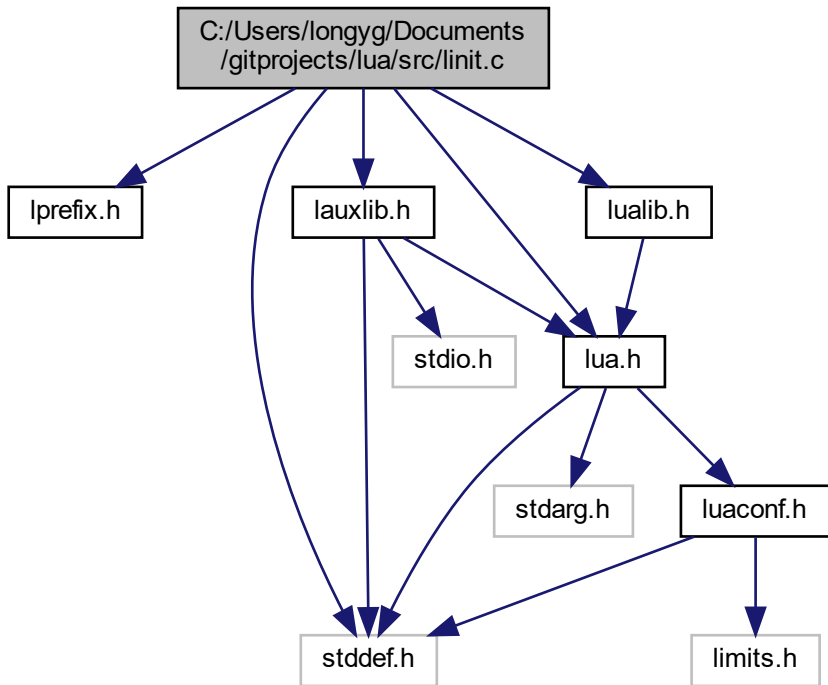 C:/Users/longyg/Documents
/gitprojects/lua/src/linit.c
lprefix.h
lauxlib.h
lualib.h
stdio.h
lua.h
stdarg.h
luaconf.h
stddef.h
limits.h